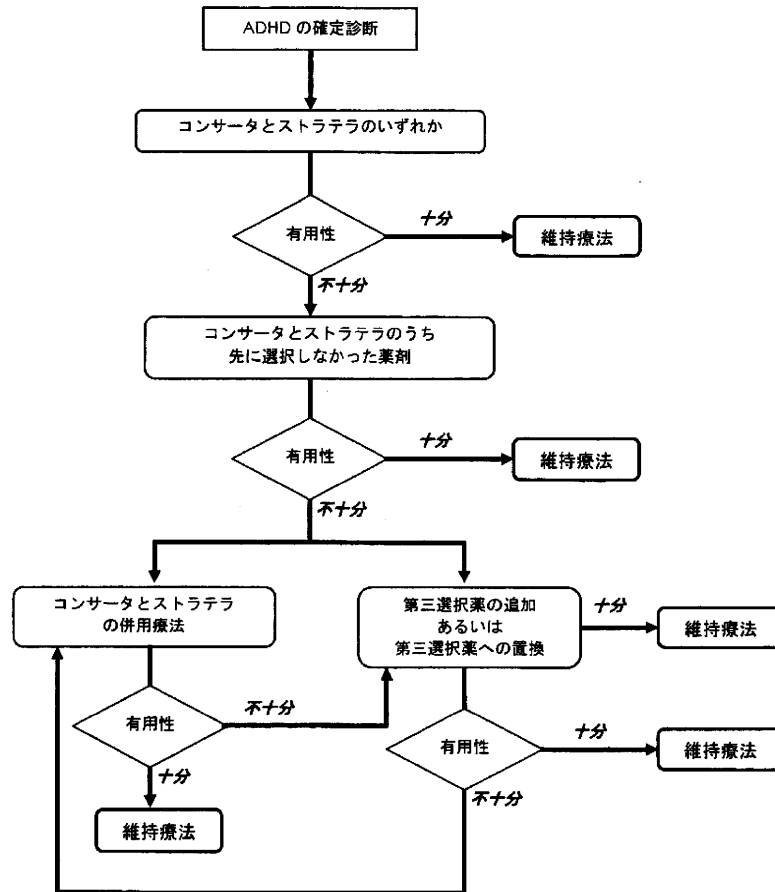 ADHD の確定診断
コンサータとストラテラのいずれか
有用性
十分
維持療法
不十分
コンサータとストラテラのうち
先に選択しなかった薬剤
有用性
十分
維持療法
不十分
コンサータとストラテラ
の併用療法
第三選択薬の追加
あるいは
第三選択薬への置換
十分
維持療法
有用性
不十分
有用性
十分
維持療法
十分
維持療法
不十分